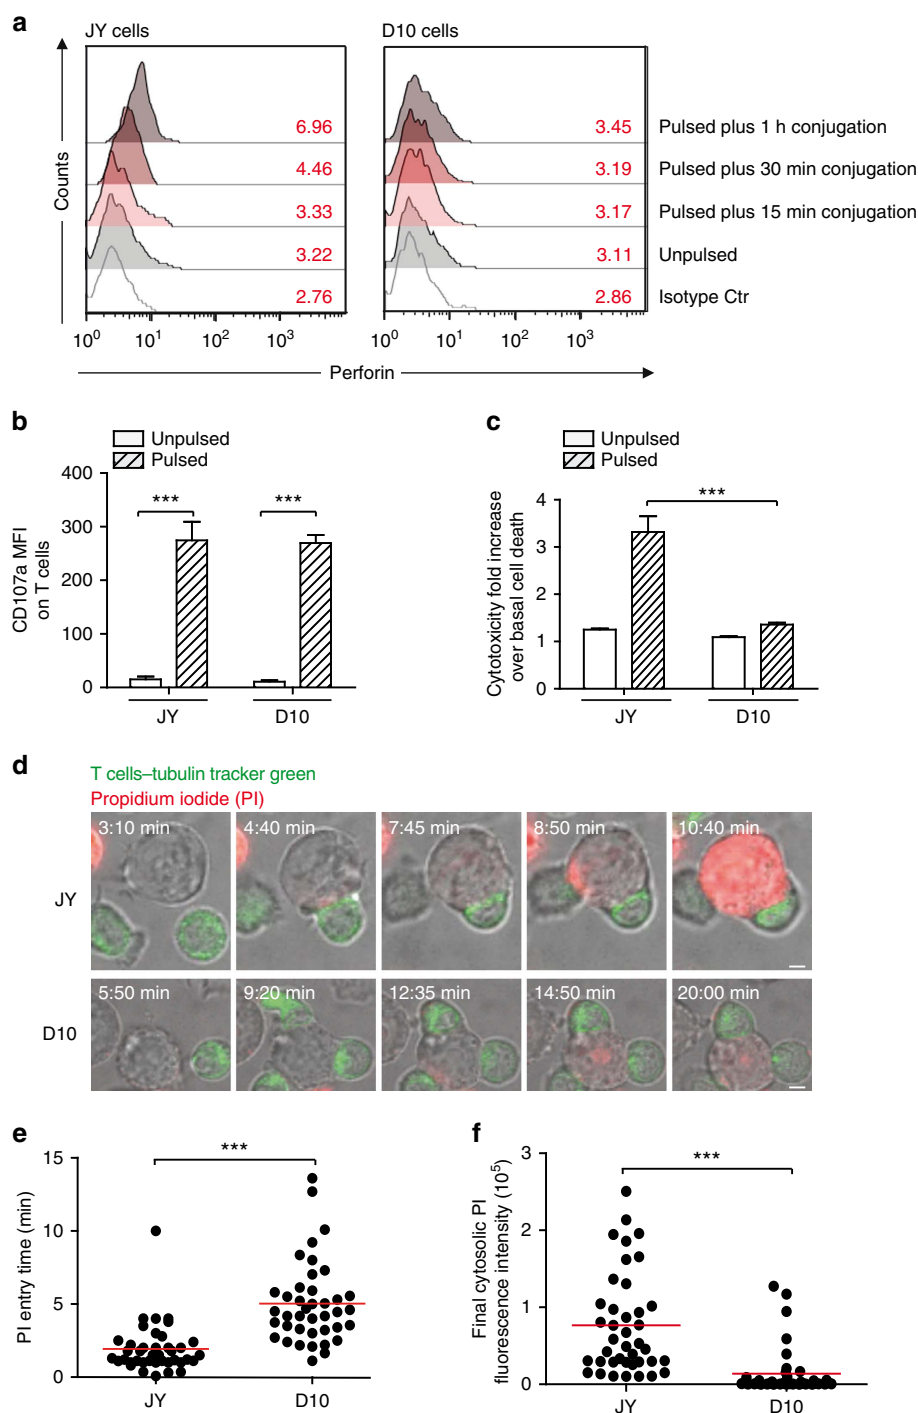 a
JY cells
D10 cells
Counts
6.96
3.45
Pulsed plus 1 h conjugation
4.46
3.19
Pulsed plus 30 min conjugation
3.33
3.17
Pulsed plus 15 min conjugation
3.22
3.11
Unpulsed
2.76
2.86
Isotype Ctr
10⁰ 10¹ 10² 10³
10⁰ 10¹ 10² 10³
Perforin
b
Unpulsed
Pulsed
CD107a MFI
on T cells
400
300
200
100
0
***
***
JY
D10
c
Unpulsed
Pulsed
Cytotoxicity fold increase
over basal cell death
4
3
2
1
0
***
JY
D10
d
T cells–tubulin tracker green
Propidium iodide (PI)
JY
3:10 min
4:40 min
7:45 min
8:50 min
10:40 min
D10
5:50 min
9:20 min
12:35 min
14:50 min
20:00 min
e
PI entry time (min)
15
10
5
0
***
JY
D10
f
Final cytosolic PI
fluorescence intensity (10⁵)
3
2
1
0
***
JY
D10